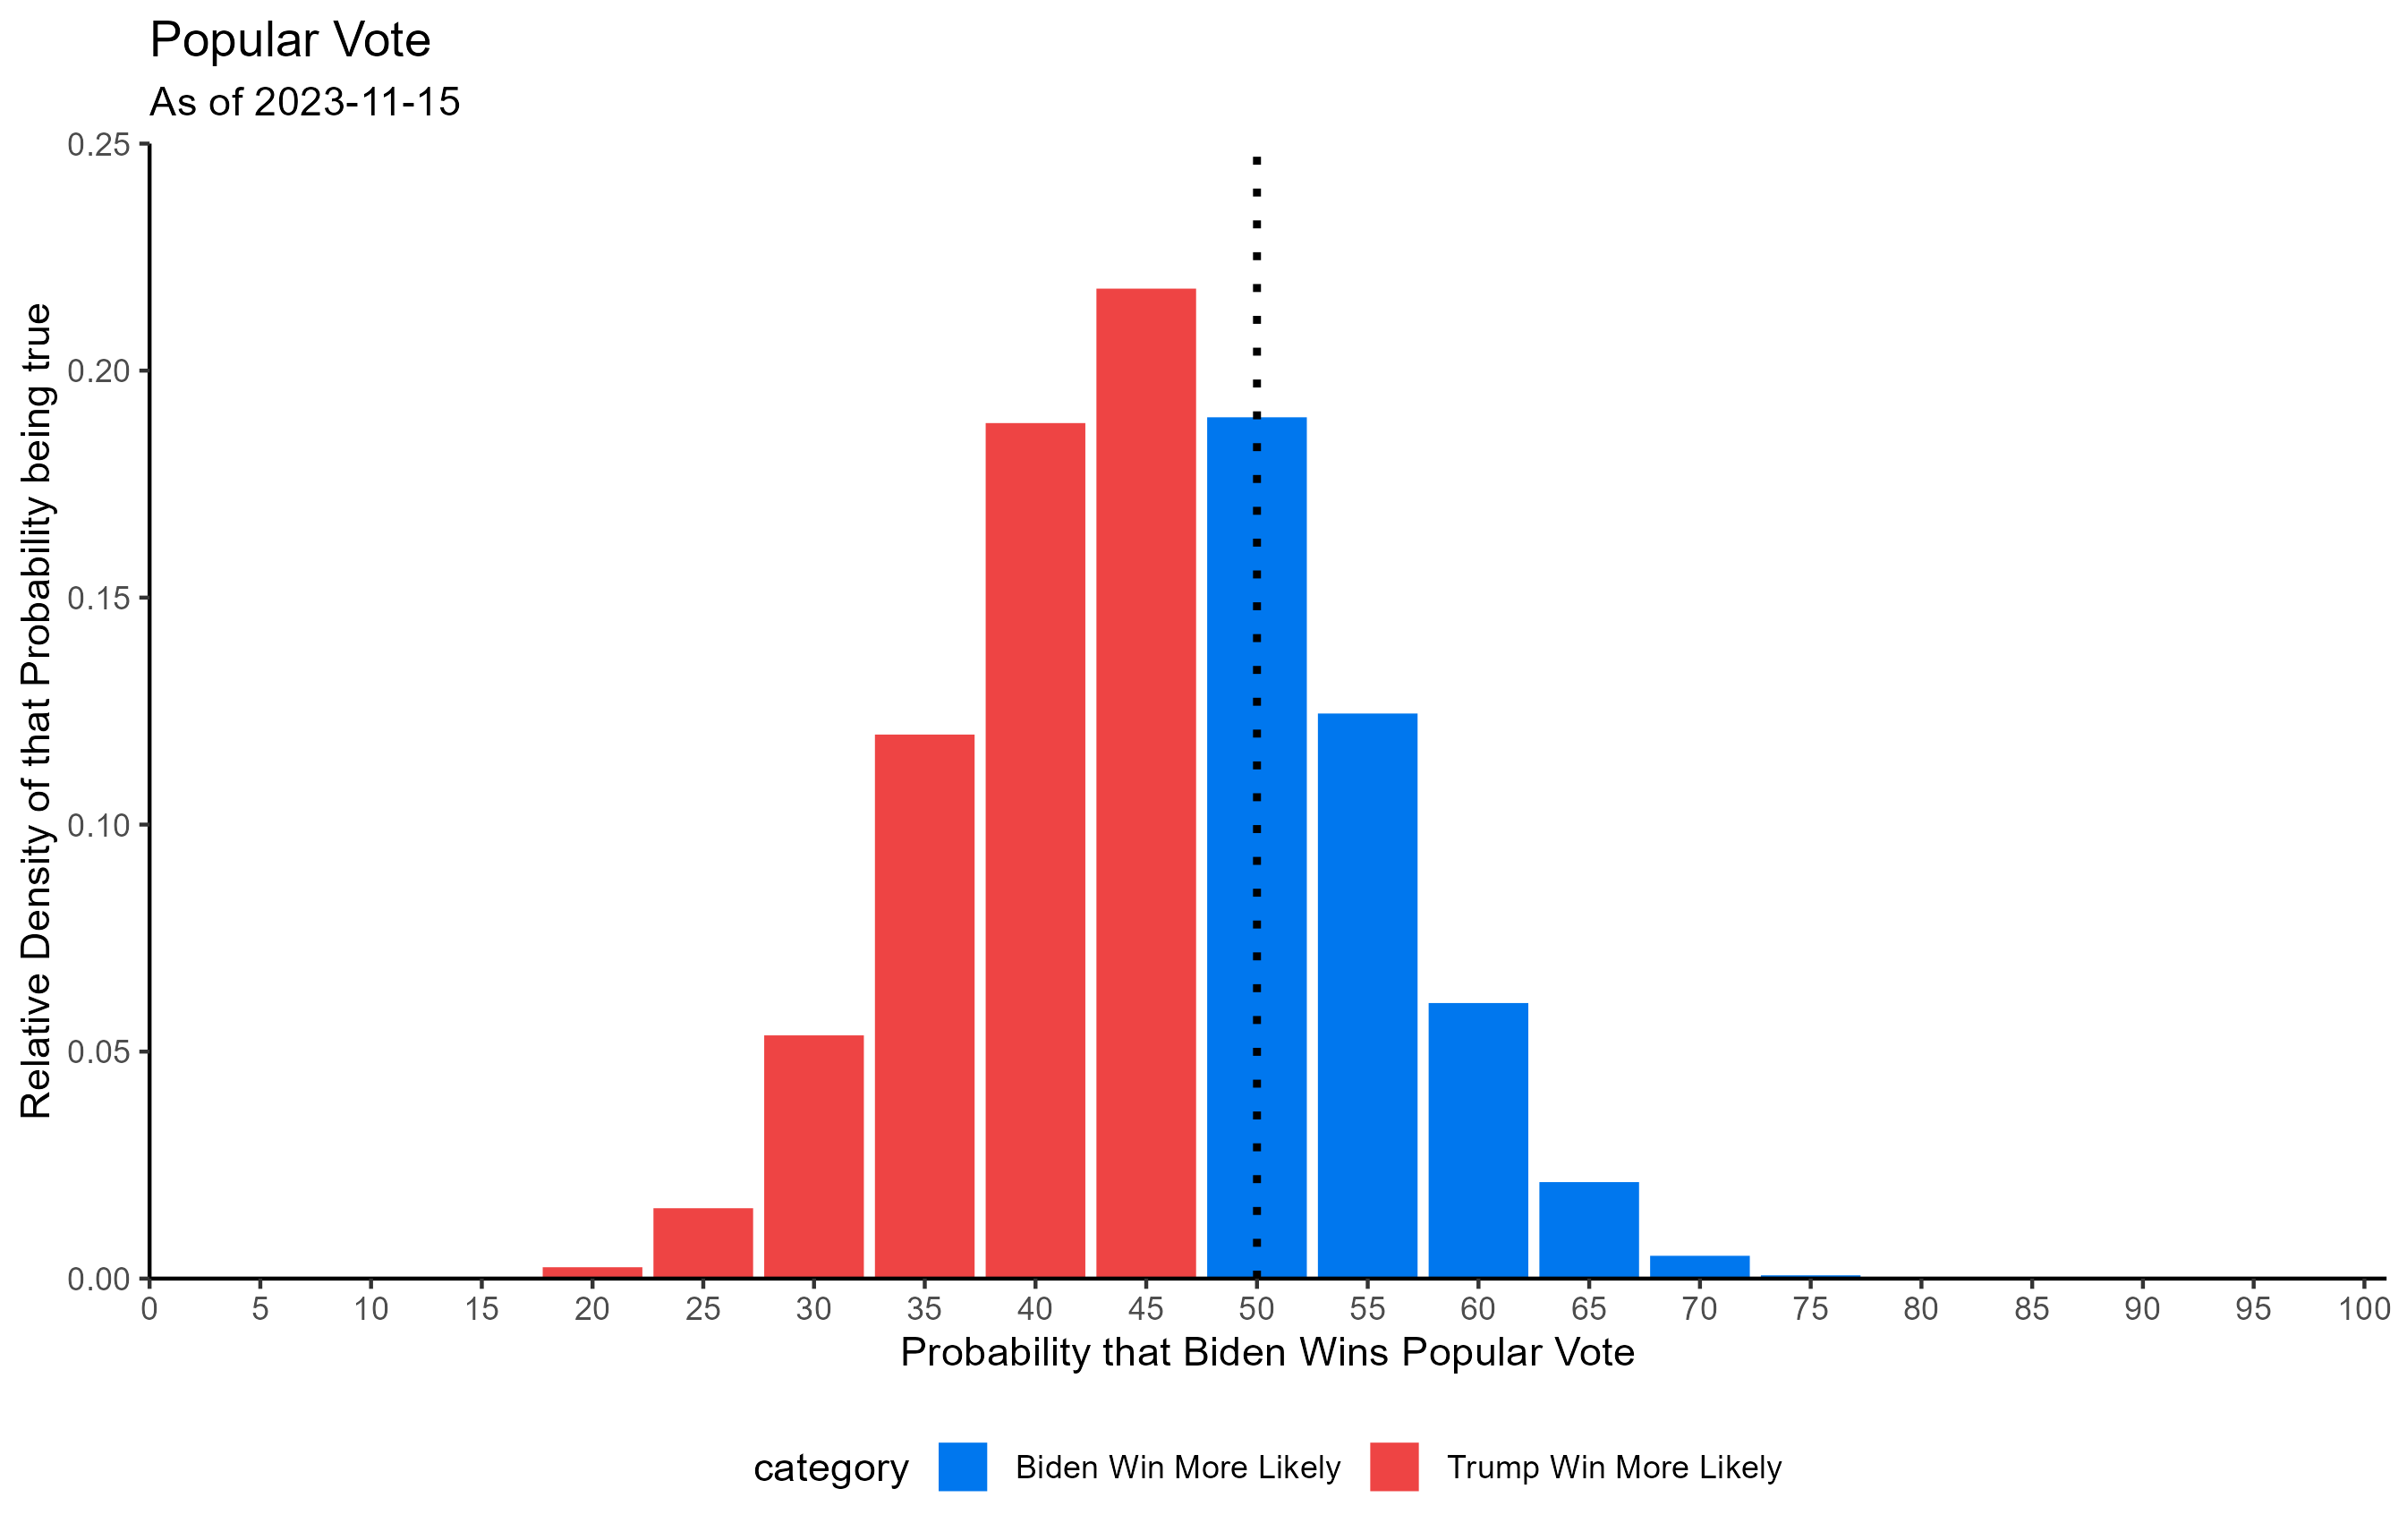 Popular Vote
As of 2023-11-15
Relative Density of that Probability being true
0.25
0.20
0.15
0.10
0.05
0.00
0 5 10 15 20 25 30 35 40 45 50 55 60 65 70 75 80 85 90 95 100
Probability that Biden Wins Popular Vote
category Biden Win More Likely Trump Win More Likely